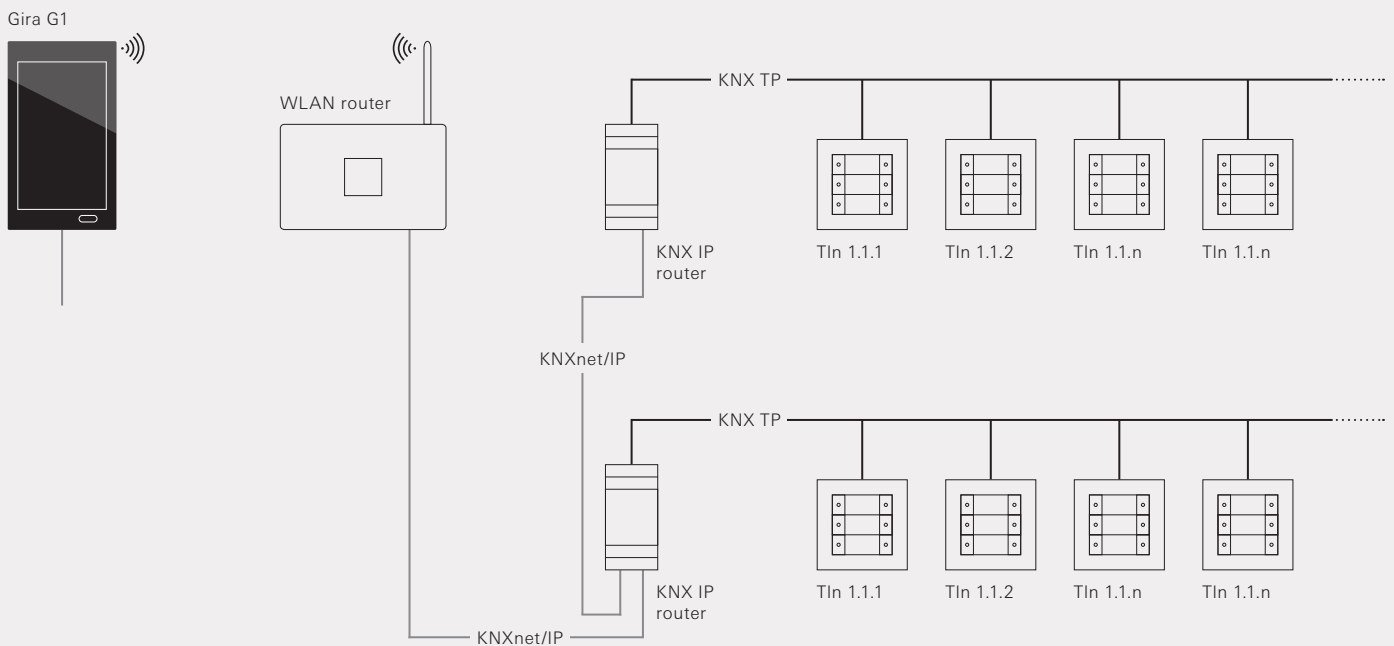 Gira G1
WLAN router
KNX TP
KNX IP
router
Tln 1.1.1
Tln 1.1.2
Tln 1.1.n
Tln 1.1.n
KNXnet/IP
KNX TP
KNX IP
router
Tln 1.1.1
Tln 1.1.2
Tln 1.1.n
Tln 1.1.n
KNXnet/IP